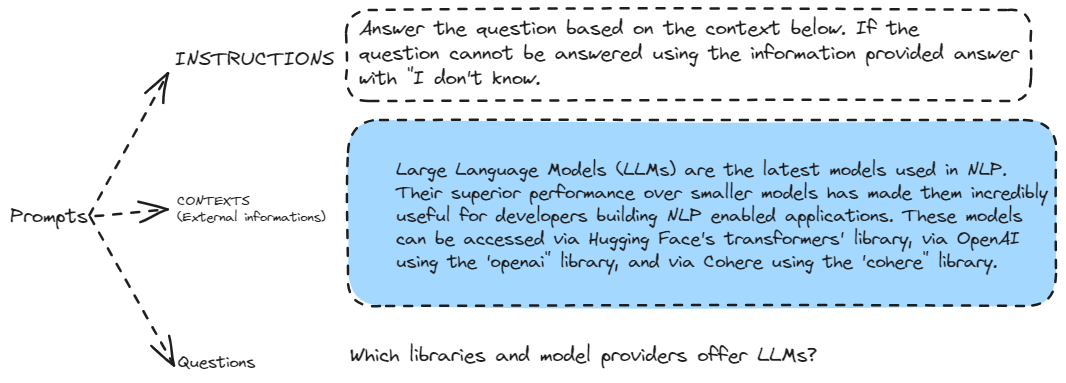 Prompts
INSTRUCTIONS
Answer the question based on the context below. If the
question cannot be answered using the information provided answer
with "I don't know.
CONTEXTS
(External informations)
Large Language Models (LLMs) are the latest models used in NLP.
Their superior performance over smaller models has made them incredibly
useful for developers building NLP enabled applications. These models
can be accessed via Hugging Face's transformers' library, via OpenAI
using the 'openai" library, and via Cohere using the 'cohere" library.
Questions
Which libraries and model providers offer LLMs?